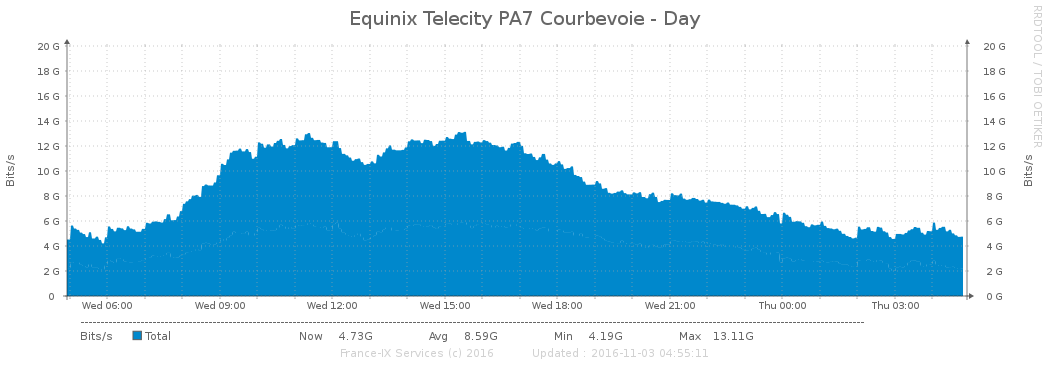 Equinix Telecity PA7 Courbevoie - Day
RRDTOOL / TOBI OETIKER
Bits/s
20 G 20 G
18 G 18 G
16 G 16 G
14 G 14 G
12 G 12 G
10 G 10 G
8 G 8 G
6 G 6 G
4 G 4 G
2 G 2 G
0 0 G
Bits/s
Wed 06:00 Wed 09:00 Wed 12:00 Wed 15:00 Wed 18:00 Wed 21:00 Thu 00:00 Thu 03:00
Bits/s Total Now 4.73G Avg 8.59G Min 4.19G Max 13.11G
France-IX Services (c) 2016 Updated : 2016-11-03 04:55:11